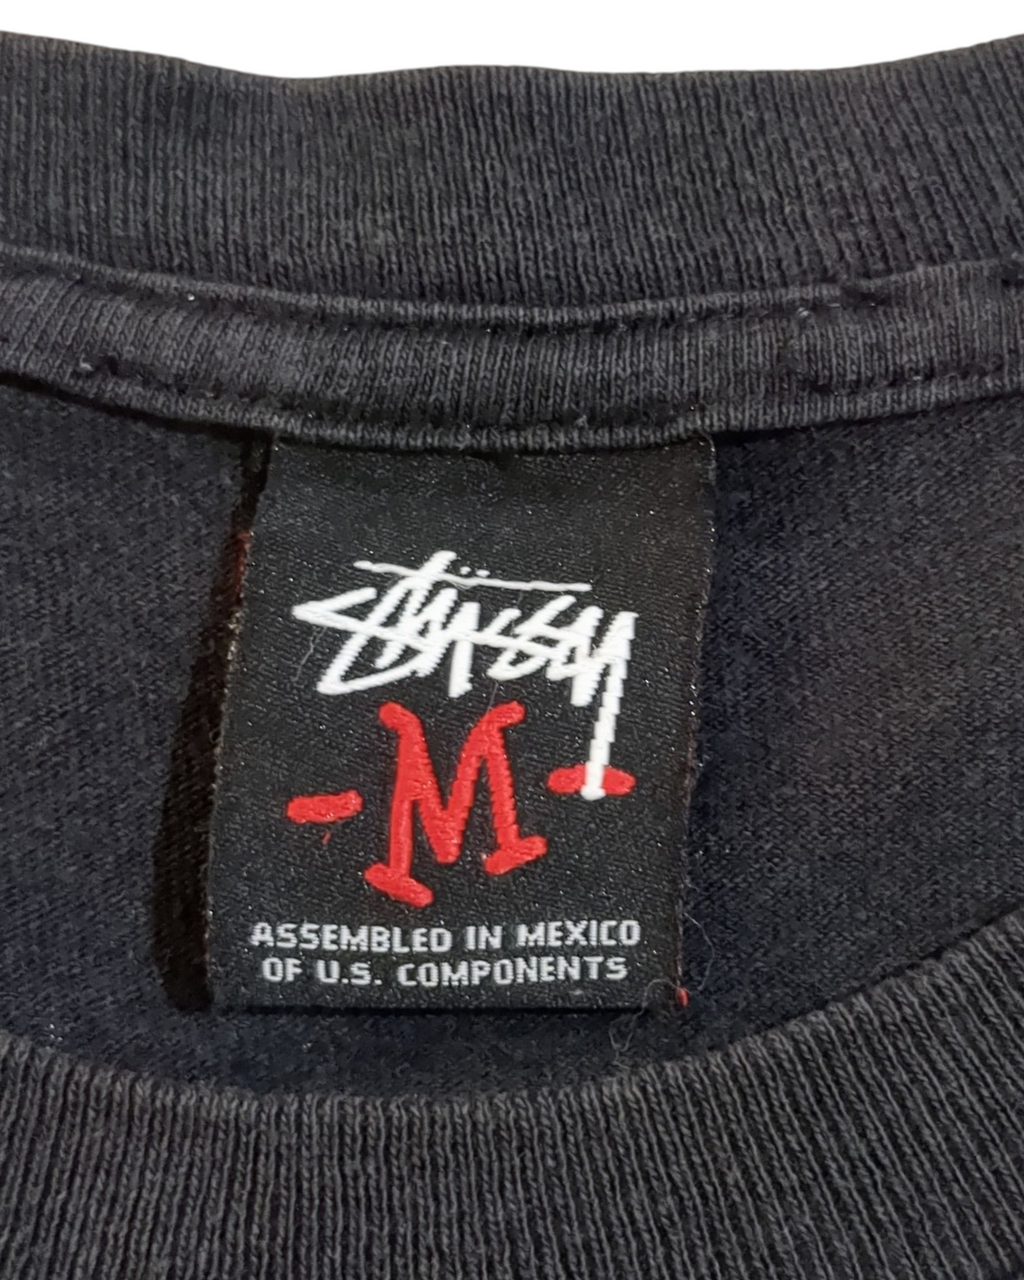 Stüssy
-M-
ASSEMBLED IN MEXICO
OF U.S. COMPONENTS